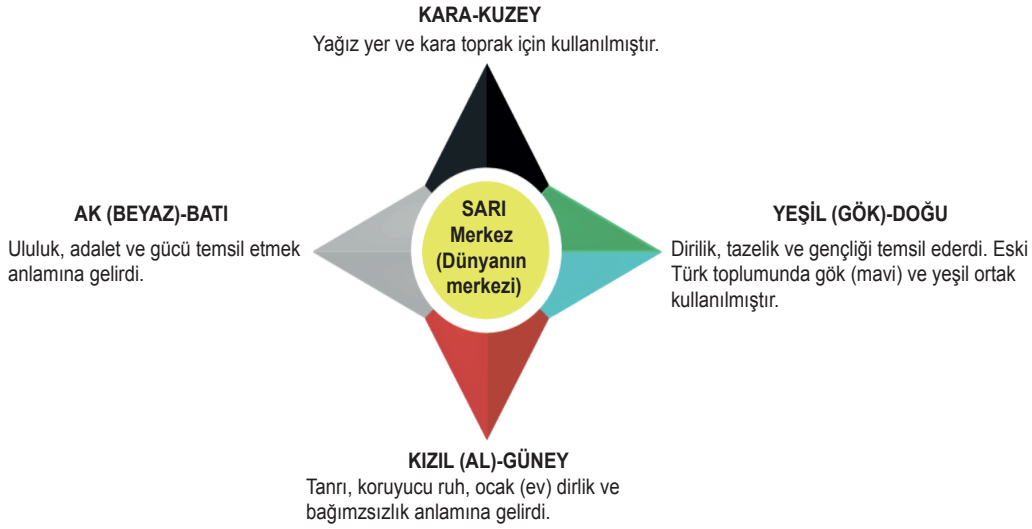 KARA-KUZEY
Yağız yer ve kara toprak için kullanılmıştır.
AK (BEYAZ)-BATI
Ululuk, adalet ve gücü temsil etmek
anlamına gelirdi.
SARI
Merkez
(Dünyanın
merkezi)
YEŞİL (GÖK)-DOĞU
Dirilik, tazelik ve gençliği temsil ederdi. Eski
Türk toplumunda gök (mavi) ve yeşil ortak
kullanılmıştır.
KIZIL (AL)-GÜNEY
Tanrı, koruyucu ruh, ocak (ev) dirlik ve
bağımzsızlık anlamına gelirdi.